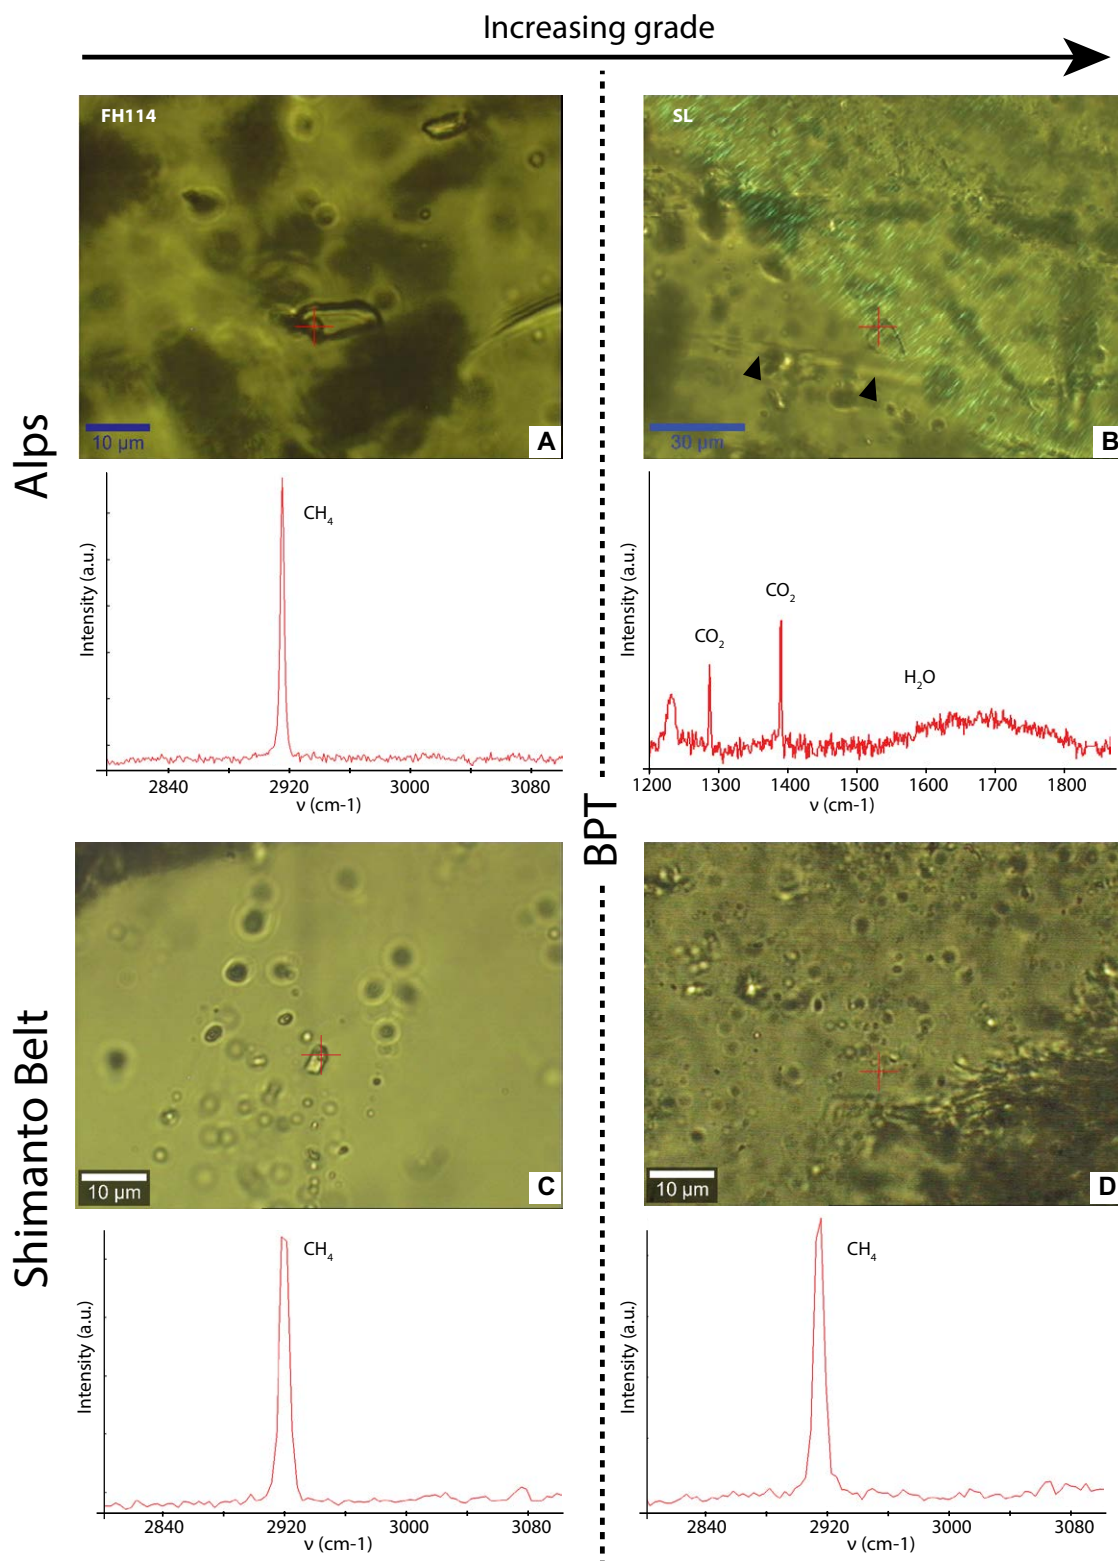 Increasing grade
Alps
FH114
10 µm
A
SL
30 µm
B
Intensity (a.u.)
CH4
2840 2920 3000 3080
ν (cm-1)
Intensity (a.u.)
CO2
CO2
H2O
1200 1300 1400 1500 1600 1700 1800
ν (cm-1)
BPT
Shimanto Belt
10 µm
C
10 µm
D
Intensity (a.u.)
CH4
2840 2920 3000 3080
ν (cm-1)
Intensity (a.u.)
CH4
2840 2920 3000 3080
ν (cm-1)